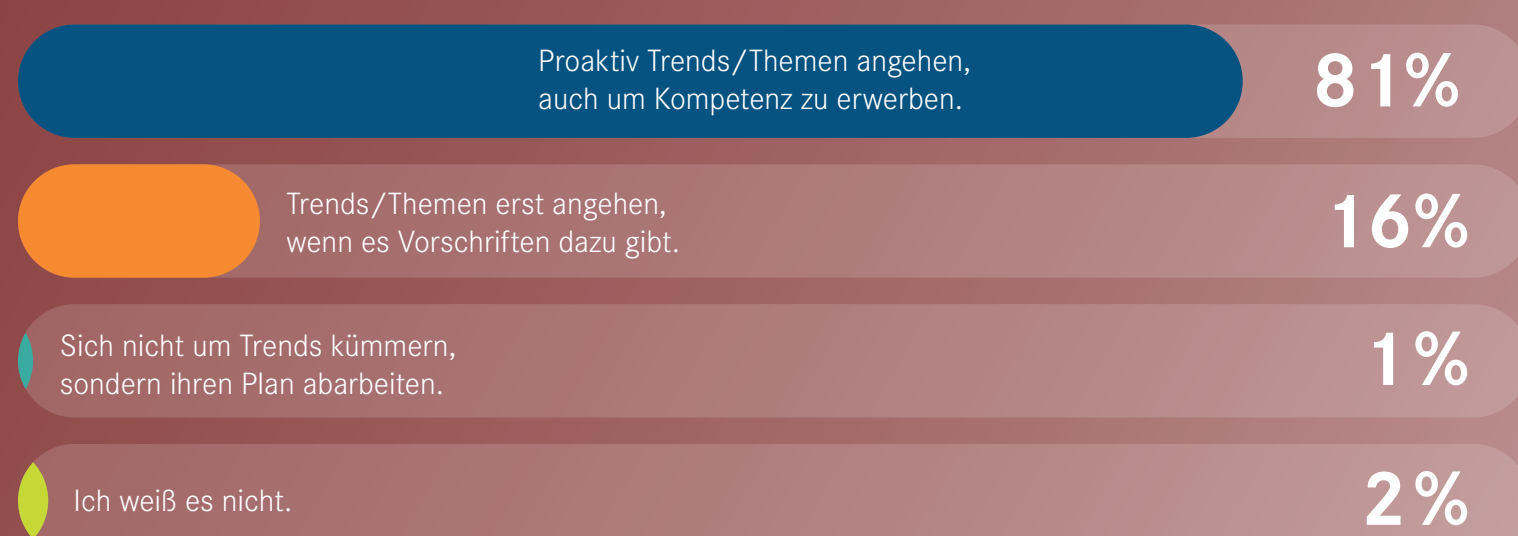 Proaktiv Trends/Themen angehen,
auch um Kompetenz zu erwerben.
81%
Trends/Themen erst angehen,
wenn es Vorschriften dazu gibt.
16%
Sich nicht um Trends kümmern,
sondern ihren Plan abarbeiten.
1%
Ich weiß es nicht.
2%